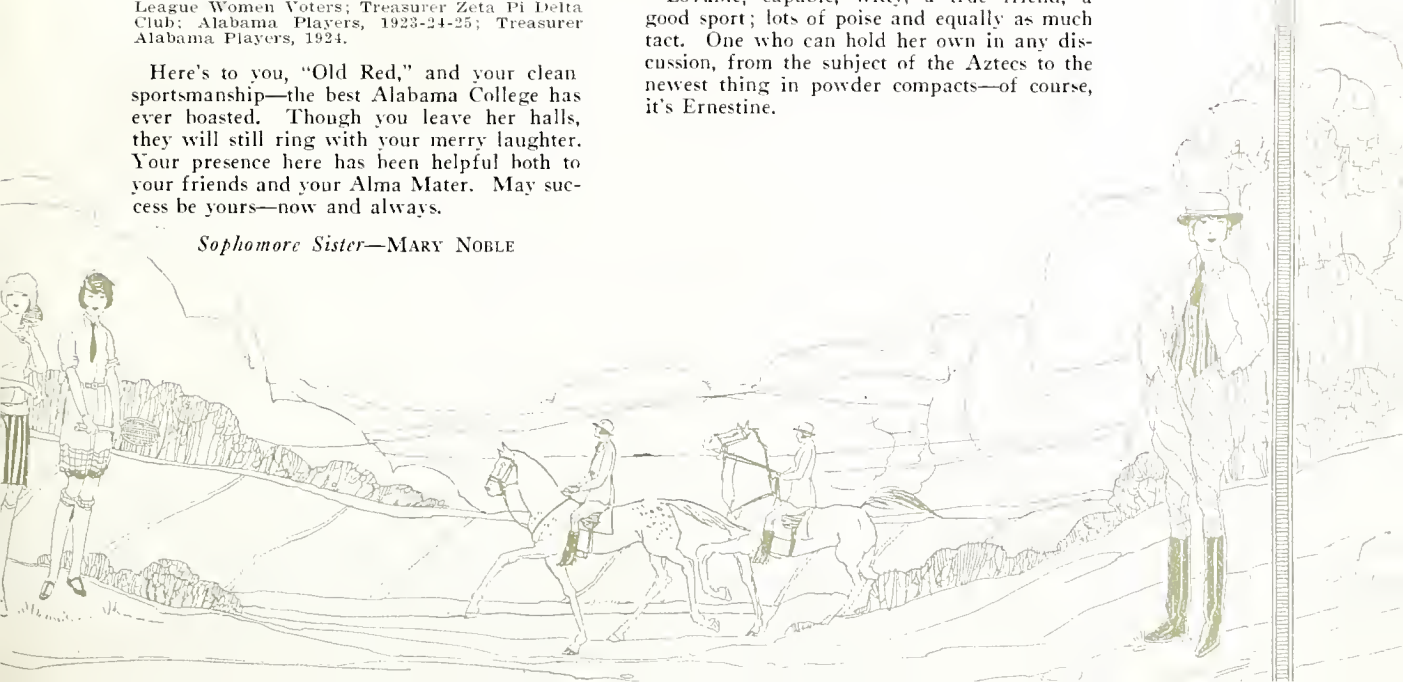 League Women Voters; Treasurer Zeta Pi Delta
Club; Alabama Players, 1923-24-25; Treasurer
Alabama Players, 1924.
Here's to you, "Old Red," and your clean
sportsmanship—the best Alabama College has
ever boasted. Though you leave her halls,
they will still ring with your merry laughter.
Your presence here has been helpful both to
your friends and your Alma Mater. May suc-
cess be yours—now and always.
Sophomore Sister—MARY NOBLE
capable, witty, a true friend, a
good sport; lots of poise and equally as much
tact. One who can hold her own in any dis-
cussion, from the subject of the Aztecs to the
newest thing in powder compacts—of course,
it's Ernestine.